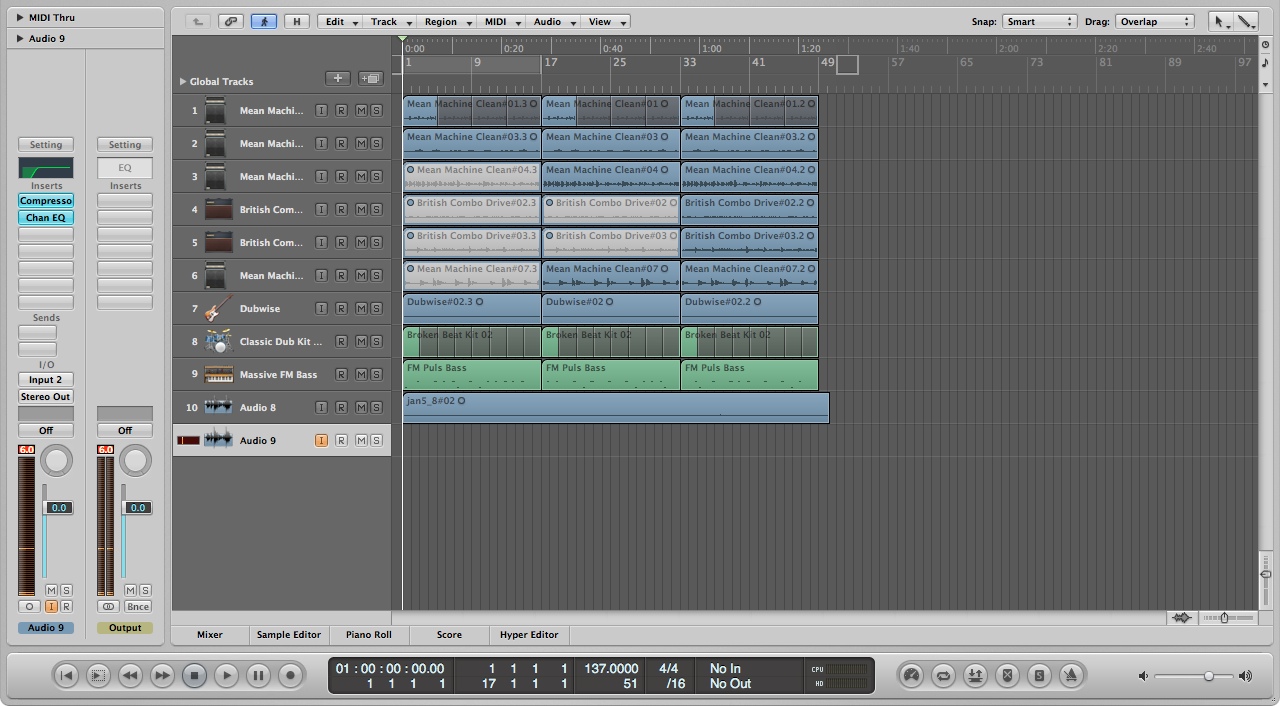 MIDI Thru
Audio 9
H
Edit Track Region MIDI Audio View
Snap: Smart Drag: Overlap
0:00 0:20 0:40 1:00 1:20 1:40 2:00 2:20 2:40
1 9 17 25 33 41 49 57 65 73 81 89 97
Global Tracks
1 Mean Machi... I R M S Mean Machine Clean#01.3 Mean Machine Clean#01 Mean Machine Clean#01.2
2 Mean Machi... I R M S Mean Machine Clean#03.3 Mean Machine Clean#03 Mean Machine Clean#03.2
3 Mean Machi... I R M S Mean Machine Clean#04.3 Mean Machine Clean#04 Mean Machine Clean#04.2
4 British Com... I R M S British Combo Drive#02.3 British Combo Drive#02 British Combo Drive#02.2
5 British Com... I R M S British Combo Drive#03.3 British Combo Drive#03 British Combo Drive#03.2
6 Mean Machi... I R M S Mean Machine Clean#07.3 Mean Machine Clean#07 Mean Machine Clean#07.2
7 Dubwise I R M S Dubwise#02.3 Dubwise#02 Dubwise#02.2
8 Classic Dub Kit ... R M S Broken Beat Kit 02 Broken Beat Kit 02 Broken Beat Kit 02
9 Massive FM Bass R M S FM Puls Bass FM Puls Bass FM Puls Bass
10 Audio 8 I R M S jan5_8#02
Audio 9 I R M S
Setting Setting
EQ
Inserts Inserts
Compresso
Chan EQ
Sends
I/O
Input 2
Stereo Out
Off Off
6.0 6.0
0.0 0.0
M S M S
I R Bnce
Audio 9 Output
Mixer Sample Editor Piano Roll Score Hyper Editor
01 : 00 : 00 : 00.00 1 1 1 1 137.0000 4/4 No In CPU
1 1 1 1 17 1 1 1 51 /16 No Out HD
S